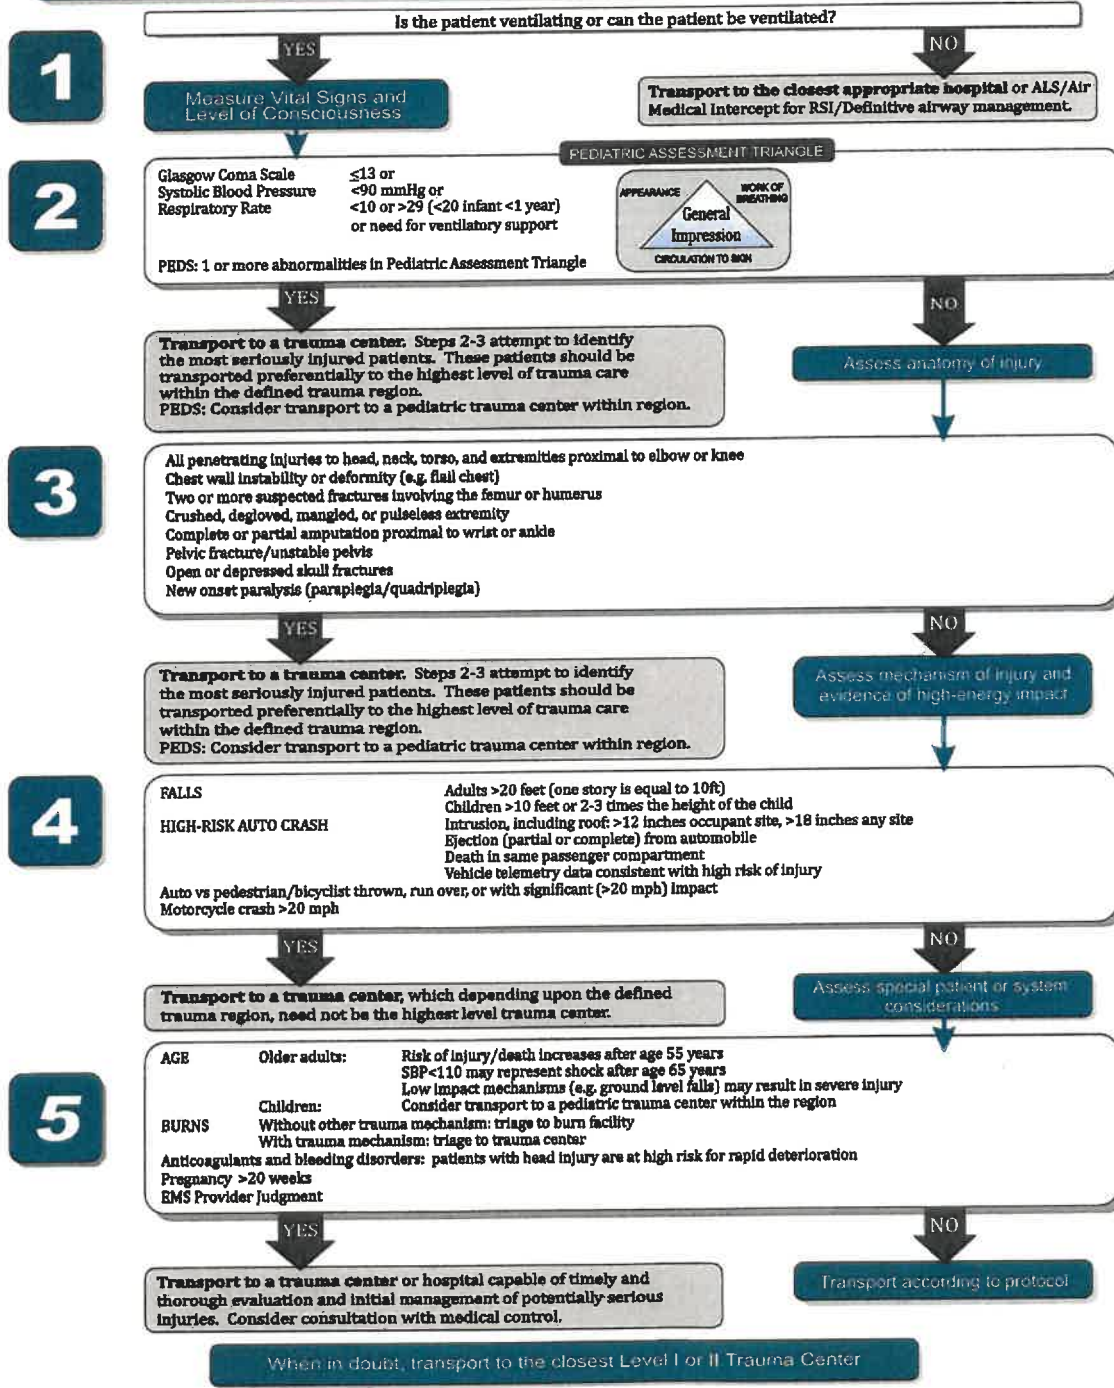 Is the patient ventilating or can the patient be ventilated?
1
YES
NO
Measure Vital Signs and
Level of Consciousness
Transport to the closest appropriate hospital or ALS/Air
Medical Intercept for RSI/Definitive airway management.
2
PEDIATRIC ASSESSMENT TRIANGLE
Glasgow Coma Scale ≤13 or
Systolic Blood Pressure <90 mmHg or
Respiratory Rate <10 or >29 (<20 infant <1 year)
or need for ventilatory support
APPEARANCE
WORK OF
BREATHING
General
Impression
CIRCULATION TO SKIN
PEDS: 1 or more abnormalities in Pediatric Assessment Triangle
YES
NO
Transport to a trauma center. Steps 2-3 attempt to identify
the most seriously injured patients. These patients should be
transported preferentially to the highest level of trauma care
within the defined trauma region.
PEDS: Consider transport to a pediatric trauma center within region.
Assess anatomy of injury
3
All penetrating injuries to head, neck, torso, and extremities proximal to elbow or knee
Chest wall instability or deformity (e.g. flail chest)
Two or more suspected fractures involving the femur or humerus
Crushed, degloved, mangled, or pulseless extremity
Complete or partial amputation proximal to wrist or ankle
Pelvic fracture/unstable pelvis
Open or depressed skull fractures
New onset paralysis (paraplegia/quadriplegia)
YES
NO
Transport to a trauma center. Steps 2-3 attempt to identify
the most seriously injured patients. These patients should be
transported preferentially to the highest level of trauma care
within the defined trauma region.
PEDS: Consider transport to a pediatric trauma center within region.
Assess mechanism of injury and
evidence of high-energy impact
4
FALLS Adults >20 feet (one story is equal to 10ft)
Children >10 feet or 2-3 times the height of the child
HIGH-RISK AUTO CRASH Intrusion, including roof: >12 inches occupant site, >18 inches any site
Ejection (partial or complete) from automobile
Death in same passenger compartment
Vehicle telemetry data consistent with high risk of injury
Auto vs pedestrian/bicyclist thrown, run over, or with significant (>20 mph) impact
Motorcycle crash >20 mph
YES
NO
Transport to a trauma center, which depending upon the defined
trauma region, need not be the highest level trauma center.
Assess special patient or system
considerations
5
AGE Older adults: Risk of injury/death increases after age 55 years
SBP<110 may represent shock after age 65 years
Low impact mechanisms (e.g. ground level falls) may result in severe injury
Children: Consider transport to a pediatric trauma center within the region
BURNS Without other trauma mechanism: triage to burn facility
With trauma mechanism: triage to trauma center
Anticoagulants and bleeding disorders: patients with head injury are at high risk for rapid deterioration
Pregnancy >20 weeks
EMS Provider Judgment
YES
NO
Transport to a trauma center or hospital capable of timely and
thorough evaluation and initial management of potentially serious
injuries. Consider consultation with medical control.
Transport according to protocol
When in doubt, transport to the closest Level I or II Trauma Center